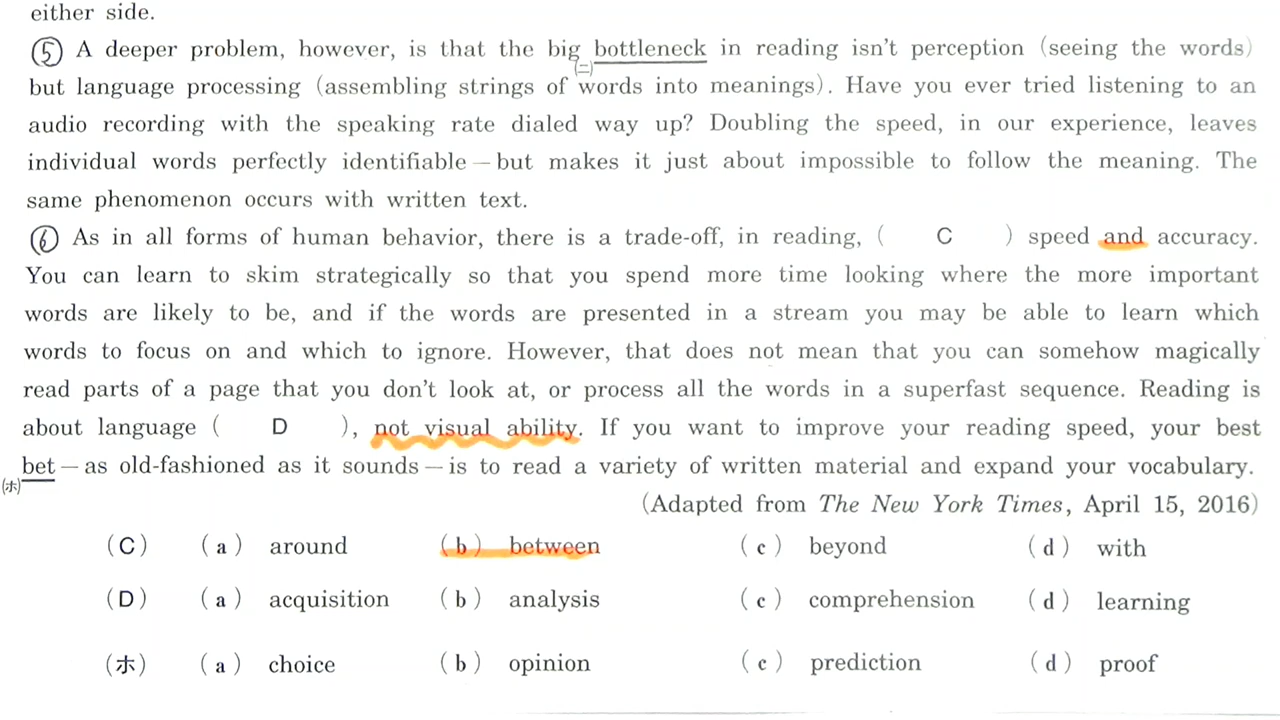 either side.
⑤ A deeper problem, however, is that the big bottleneck in reading isn't perception (seeing the words)
(ニ)
but language processing (assembling strings of words into meanings). Have you ever tried listening to an
audio recording with the speaking rate dialed way up? Doubling the speed, in our experience, leaves
individual words perfectly identifiable—but makes it just about impossible to follow the meaning. The
same phenomenon occurs with written text.
⑥ As in all forms of human behavior, there is a trade-off, in reading, ( C ) speed and accuracy.
You can learn to skim strategically so that you spend more time looking where the more important
words are likely to be, and if the words are presented in a stream you may be able to learn which
words to focus on and which to ignore. However, that does not mean that you can somehow magically
read parts of a page that you don't look at, or process all the words in a superfast sequence. Reading is
about language ( D ), not visual ability. If you want to improve your reading speed, your best
bet—as old-fashioned as it sounds—is to read a variety of written material and expand your vocabulary.
(ホ)
(Adapted from The New York Times, April 15, 2016)
(C) (a) around (b) between (c) beyond (d) with
(D) (a) acquisition (b) analysis (c) comprehension (d) learning
(ホ) (a) choice (b) opinion (c) prediction (d) proof